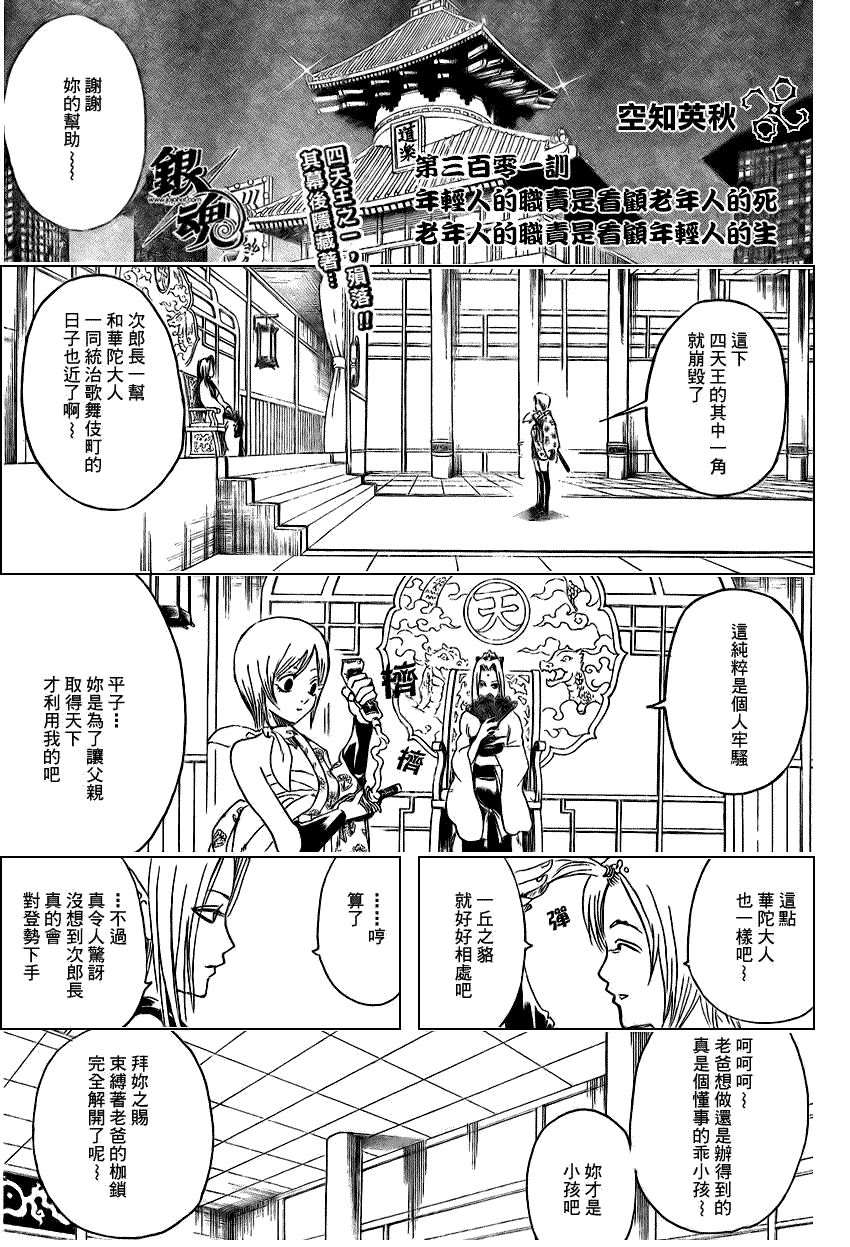 空知英秋
第三百零一訓
年輕人的職責是看顧老年人的死
老年人的職責是看顧年輕人的生
道楽
四天王之一，殞落!!
其幕後隱藏著…
銀魂
謝謝
妳的幫助~~
這下
四天王的其中一角
就崩毀了
次郎長一幫
和華陀大人
一同統治歌舞伎町的
日子也近了啊~
這純粹是個人牢騷
天
擠
擠
平子…
妳是為了讓父親
取得天下
才利用我的吧
這點
華陀大人
也一樣吧~
彈
一丘之貉
就好好相處吧
……哼
算了
…不過
真令人驚訝
沒想到次郎長
真的會
對登勢下手
呵呵呵~
老爸想做還是辦得到的
真是個懂事的乖小孩~
妳才是
小孩吧
拜妳之賜
束縛著老爸的枷鎖
完全解開了呢~